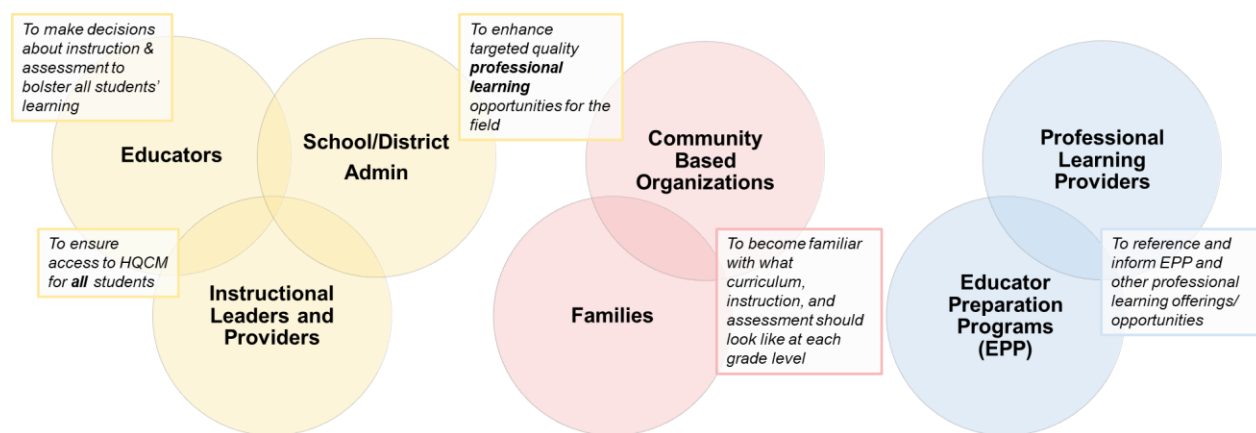 To make decisions
about instruction &
assessment to
bolster all students'
learning
Educators
School/District
Admin
To enhance
targeted quality
professional
learning
opportunities for the
field
To ensure
access to HQCM
for all students
Instructional
Leaders and
Providers
Community
Based
Organizations
Families
To become familiar
with what
curriculum,
instruction, and
assessment should
look like at each
grade level
Professional
Learning
Providers
Educator
Preparation
Programs
(EPP)
To reference and
inform EPP and
other professional
learning offerings/
opportunities